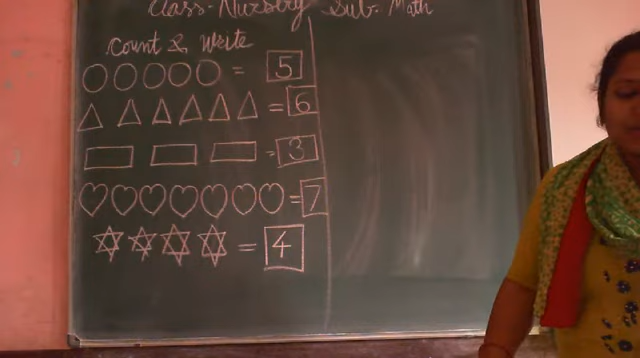 Class- Nursery Sub- Math
Count & Write
= 5
= 6
= 3
= 7
= 4